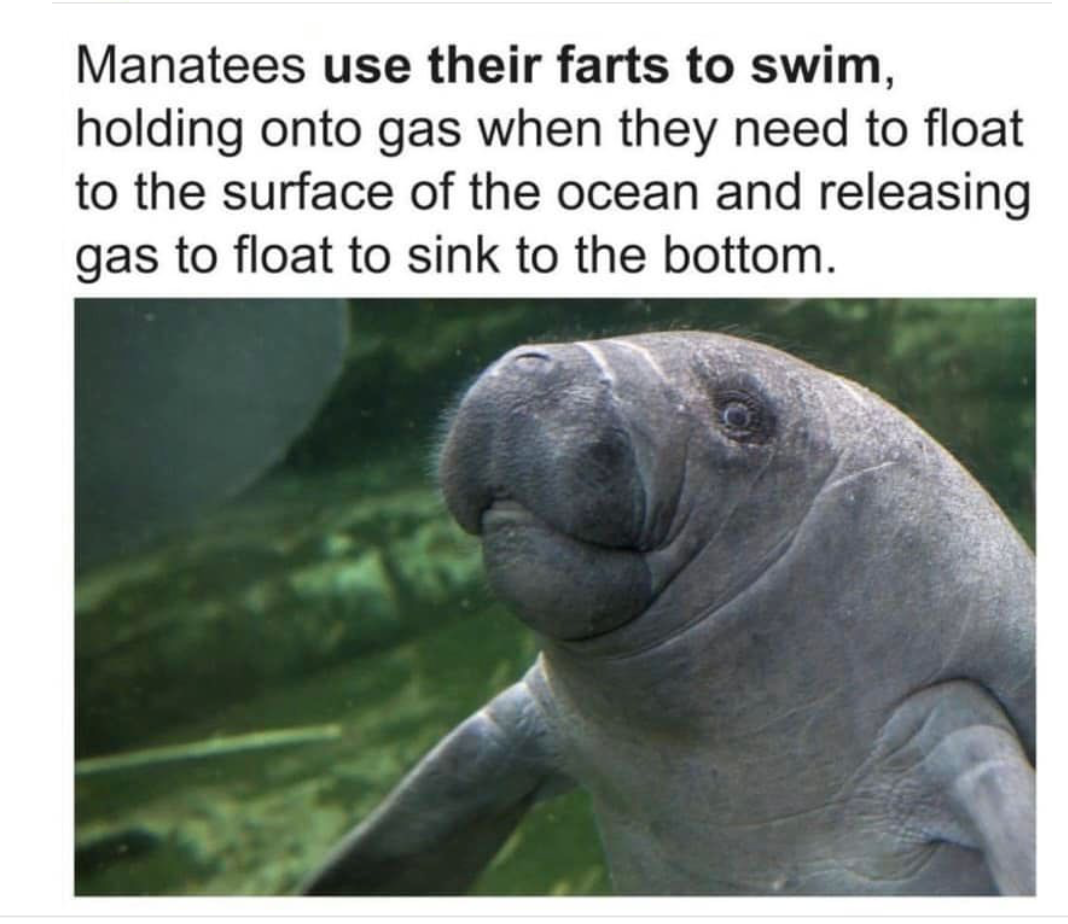 Manatees use their farts to swim,
holding onto gas when they need to float
to the surface of the ocean and releasing
gas to float to sink to the bottom.